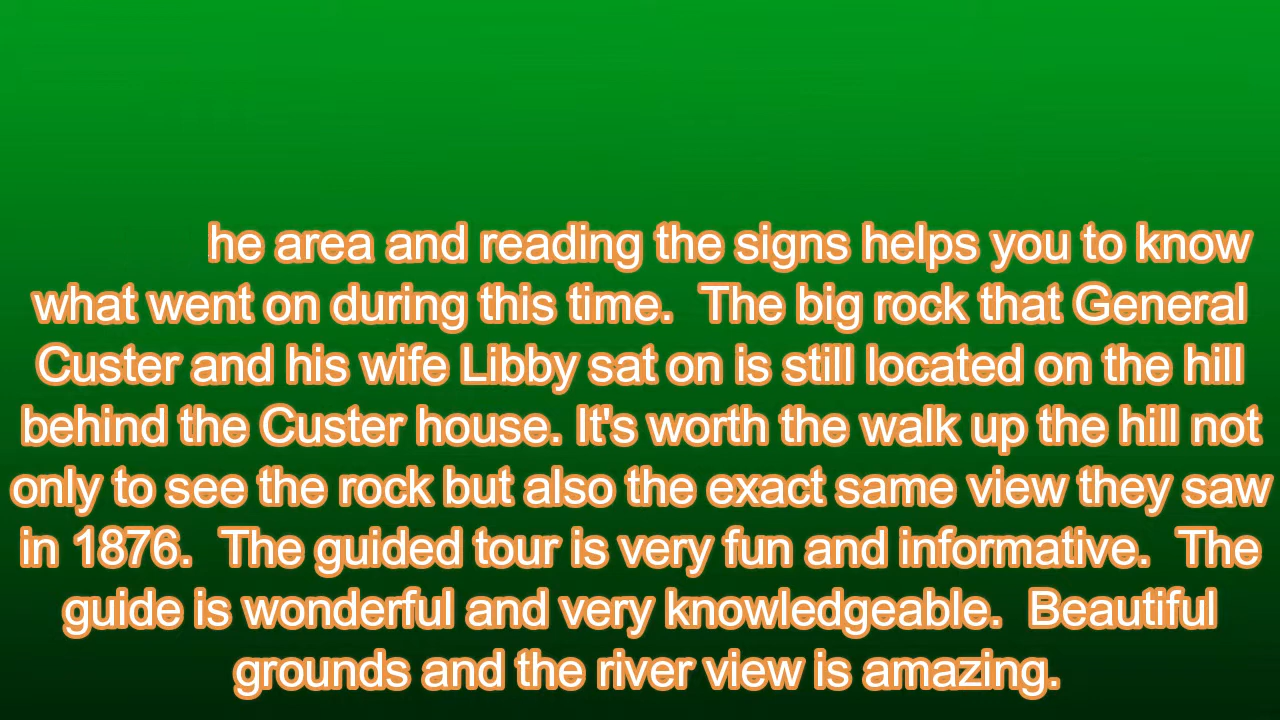 he area and reading the signs helps you to know
what went on during this time.  The big rock that General
Custer and his wife Libby sat on is still located on the hill
behind the Custer house. It's worth the walk up the hill not
only to see the rock but also the exact same view they saw
in 1876.  The guided tour is very fun and informative.  The
guide is wonderful and very knowledgeable.  Beautiful
grounds and the river view is amazing.